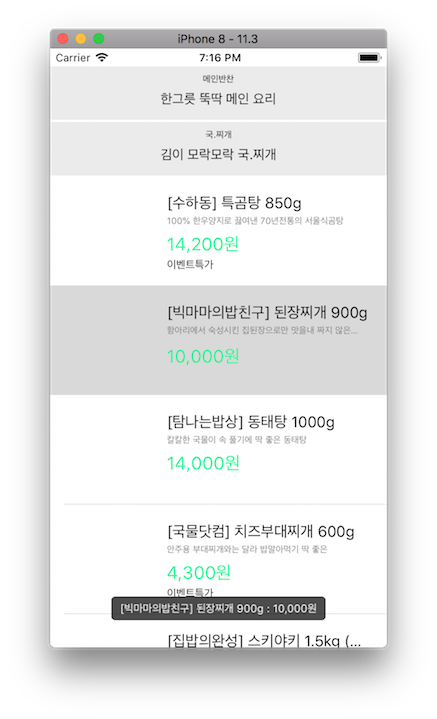 iPhone 8 - 11.3
Carrier 7:16 PM
메인반찬
한그릇 뚝딱 메인 요리
국.찌개
김이 모락모락 국.찌개
[수하동] 특곰탕 850g
100% 한우양지로 끓여낸 70년전통의 서울식곰탕
14,200원
이벤트특가
[빅마마의밥친구] 된장찌개 900g
항아리에서 숙성시킨 집된장으로만 맛을내 짜지 않은...
10,000원
[탐나는밥상] 동태탕 1000g
칼칼한 국물이 속 풀기에 딱 좋은 동태탕
14,000원
[국물닷컴] 치즈부대찌개 600g
안주용 부대찌개와는 달라 밥말아먹기 딱 좋은
4,300원
이벤트특가
[빅마마의밥친구] 된장찌개 900g : 10,000원
[집밥의완성] 스키야키 1.5kg (...